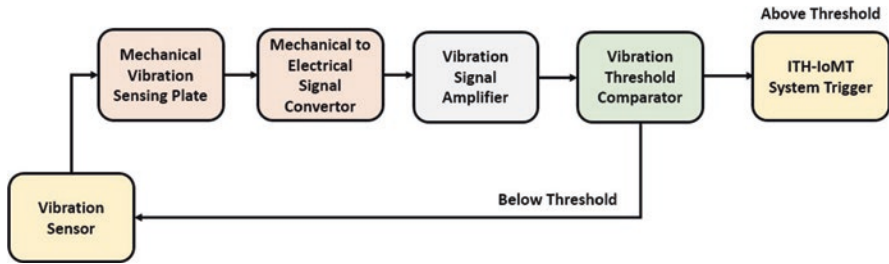 Above Threshold
Mechanical
Vibration
Sensing Plate
Mechanical to
Electrical
Signal
Convertor
Vibration
Signal
Amplifier
Vibration
Threshold
Comparator
ITH-IoMT
System Trigger
Below Threshold
Vibration
Sensor